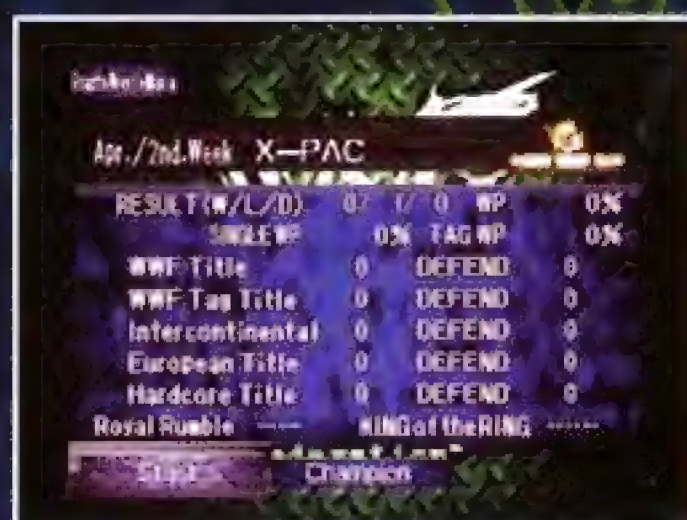 Apr./2nd.Week X-PAC
RESULT(W/L/D) 0/ 1/ 0 WP 0%
SINGLE WP 0% TAG WP 0%
WWF Title 0 DEFEND 0
WWF Tag Title 0 DEFEND 0
Intercontinental 0 DEFEND 0
European Title 0 DEFEND 0
Hardcore Title 0 DEFEND 0
Royal Rumble ----- KING of the RING ------
Champion